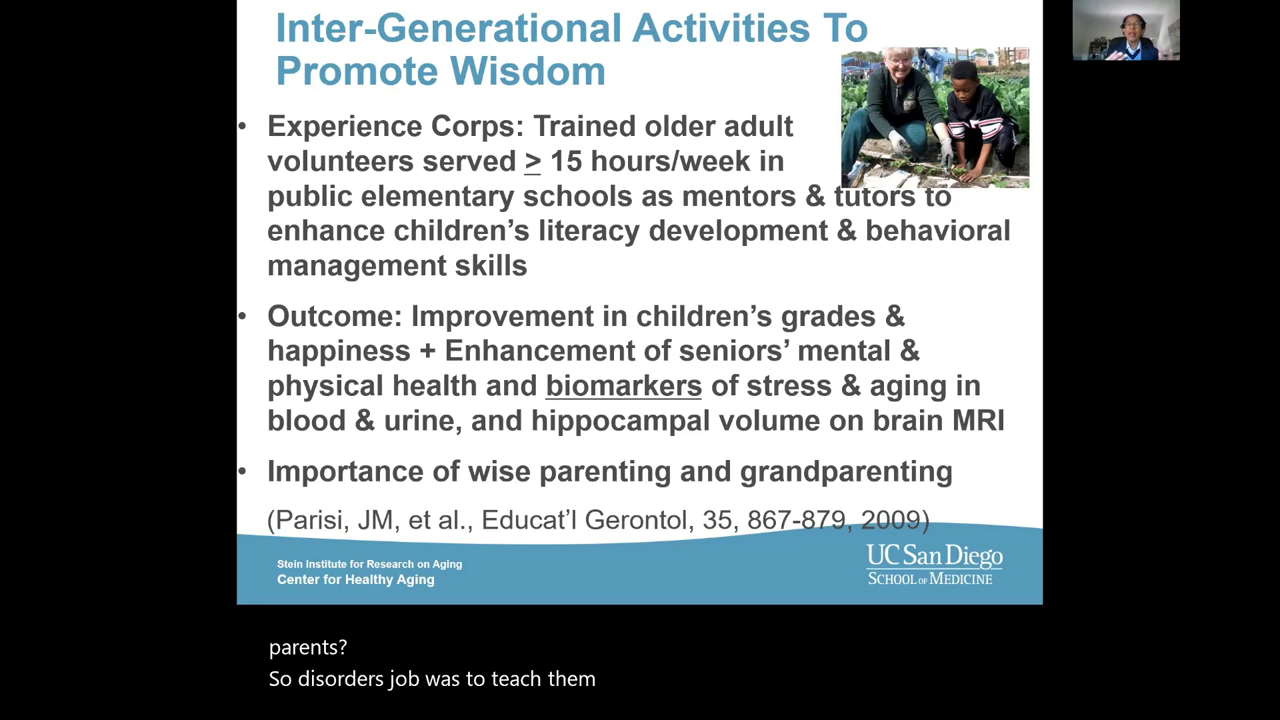 Inter-Generational Activities To
Promote Wisdom
• Experience Corps: Trained older adult
volunteers served ≥ 15 hours/week in
public elementary schools as mentors & tutors to
enhance children’s literacy development & behavioral
management skills
• Outcome: Improvement in children’s grades &
happiness + Enhancement of seniors’ mental &
physical health and biomarkers of stress & aging in
blood & urine, and hippocampal volume on brain MRI
• Importance of wise parenting and grandparenting
(Parisi, JM, et al., Educat’l Gerontol, 35, 867-879, 2009)
Stein Institute for Research on Aging
Center for Healthy Aging
UC San Diego
SCHOOL OF MEDICINE
parents?
So disorders job was to teach them